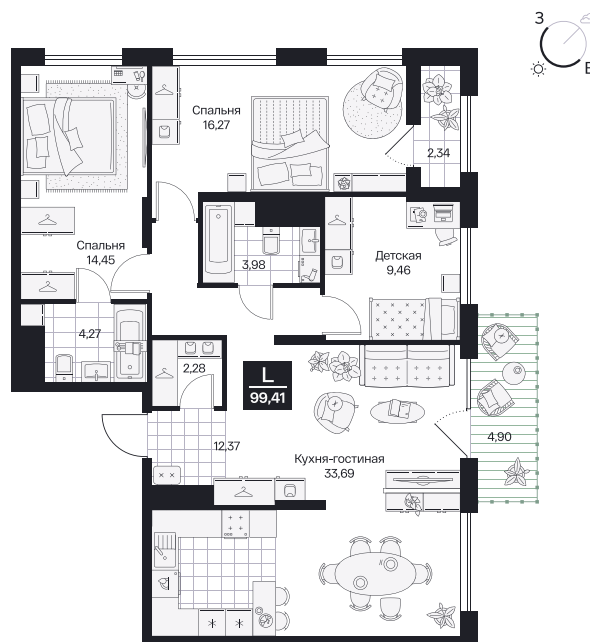 З
В
Спальня
16,27
2,34
Спальня
14,45
3,98
Детская
9,46
4,27
2,28
L
99,41
12,37
Кухня-гостиная
33,69
4,90